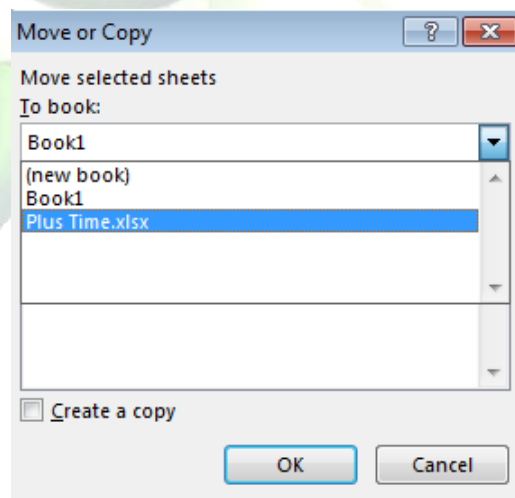 Move or Copy ?
Move selected sheets
To book:
Book1
(new book)
Book1
Plus Time.xlsx
Create a copy
OK Cancel